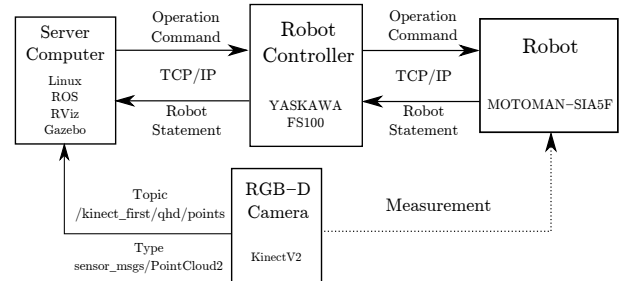 Server
Computer
Linux
ROS
RViz
Gazebo
Operation
Command
TCP/IP
Robot
Statement
Robot
Controller
YASKAWA
FS100
Operation
Command
TCP/IP
Robot
Statement
Robot
MOTOMAN−SIA5F
Topic
/kinect_first/qhd/points
Type
sensor_msgs/PointCloud2
RGB−D
Camera
KinectV2
Measurement